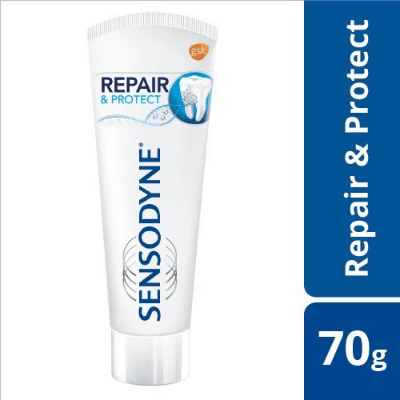 gsk
REPAIR
& PROTECT
SENSODYNE®
Repair & Protect
70g